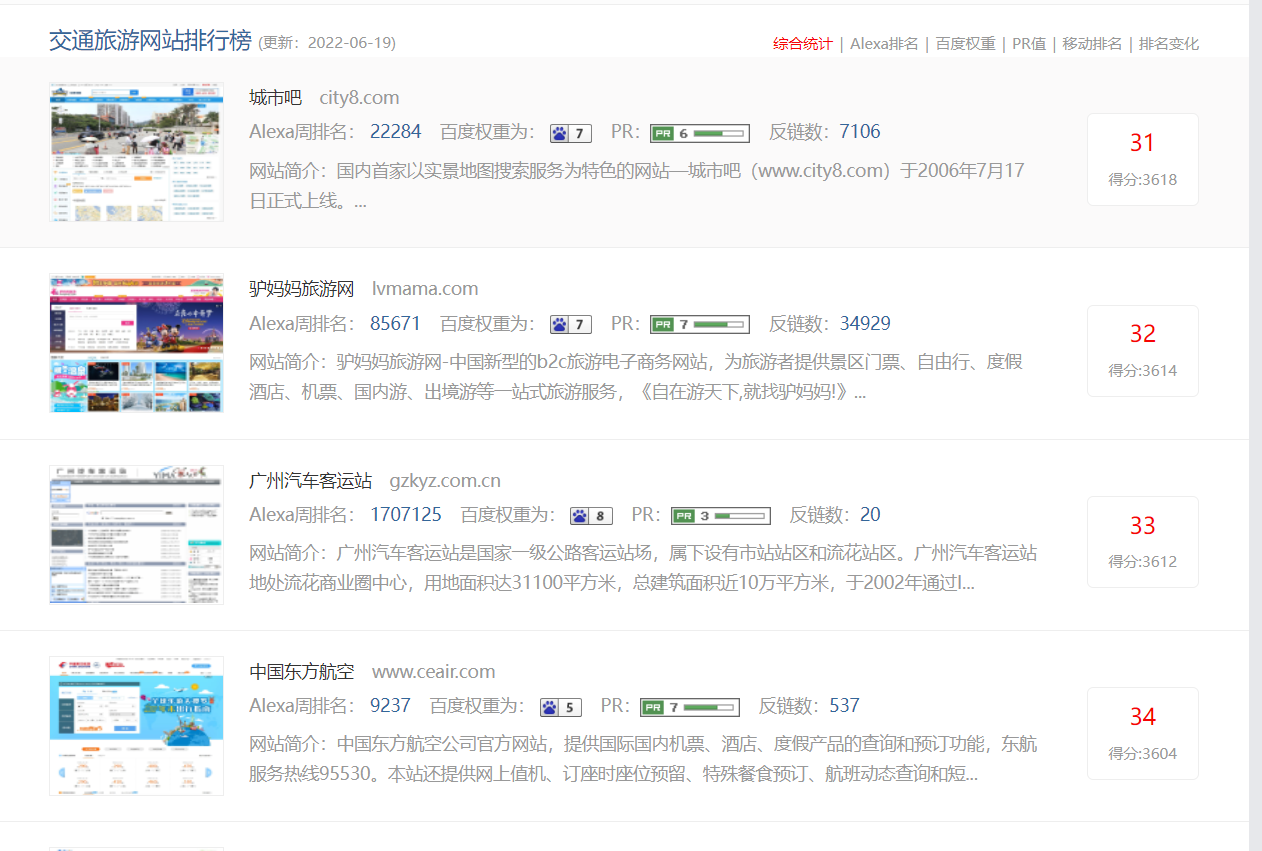 交通旅游网站排行榜 (更新：2022-06-19)
综合统计 | Alexa排名 | 百度权重 | PR值 | 移动排名 | 排名变化
城市吧 city8.com
Alexa周排名： 22284 百度权重为： 7 PR： PR 6 反链数：7106
网站简介：国内首家以实景地图搜索服务为特色的网站—城市吧（www.city8.com）于2006年7月17
日正式上线。...
31
得分:3618
驴妈妈旅游网 lvmama.com
Alexa周排名： 85671 百度权重为： 7 PR： PR 7 反链数：34929
网站简介：驴妈妈旅游网-中国新型的b2c旅游电子商务网站，为旅游者提供景区门票、自由行、度假
酒店、机票、国内游、出境游等一站式旅游服务，《自在游天下,就找驴妈妈!》...
32
得分:3614
广州汽车客运站 gzkyz.com.cn
Alexa周排名： 1707125 百度权重为： 8 PR： PR 3 反链数：20
网站简介：广州汽车客运站是国家一级公路客运站场，属下设有市站站区和流花站区。广州汽车客运站
地处流花商业圈中心，用地面积达31100平方米，总建筑面积近10万平方米，于2002年通过I...
33
得分:3612
中国东方航空 www.ceair.com
Alexa周排名： 9237 百度权重为： 5 PR： PR 7 反链数：537
网站简介：中国东方航空公司官方网站，提供国际国内机票、酒店、度假产品的查询和预订功能，东航
服务热线95530。本站还提供网上值机、订座时座位预留、特殊餐食预订、航班动态查询和短...
34
得分:3604